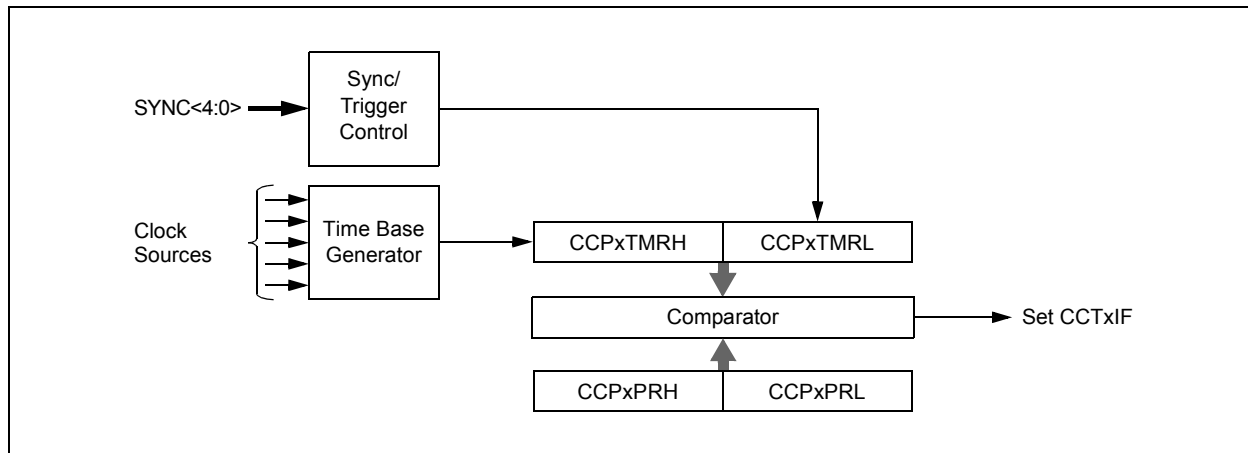 Sync/
Trigger
Control
SYNC<4:0>
Clock
Sources
Time Base
Generator
CCPxTMRH
CCPxTMRL
Comparator
Set CCTxIF
CCPxPRH
CCPxPRL